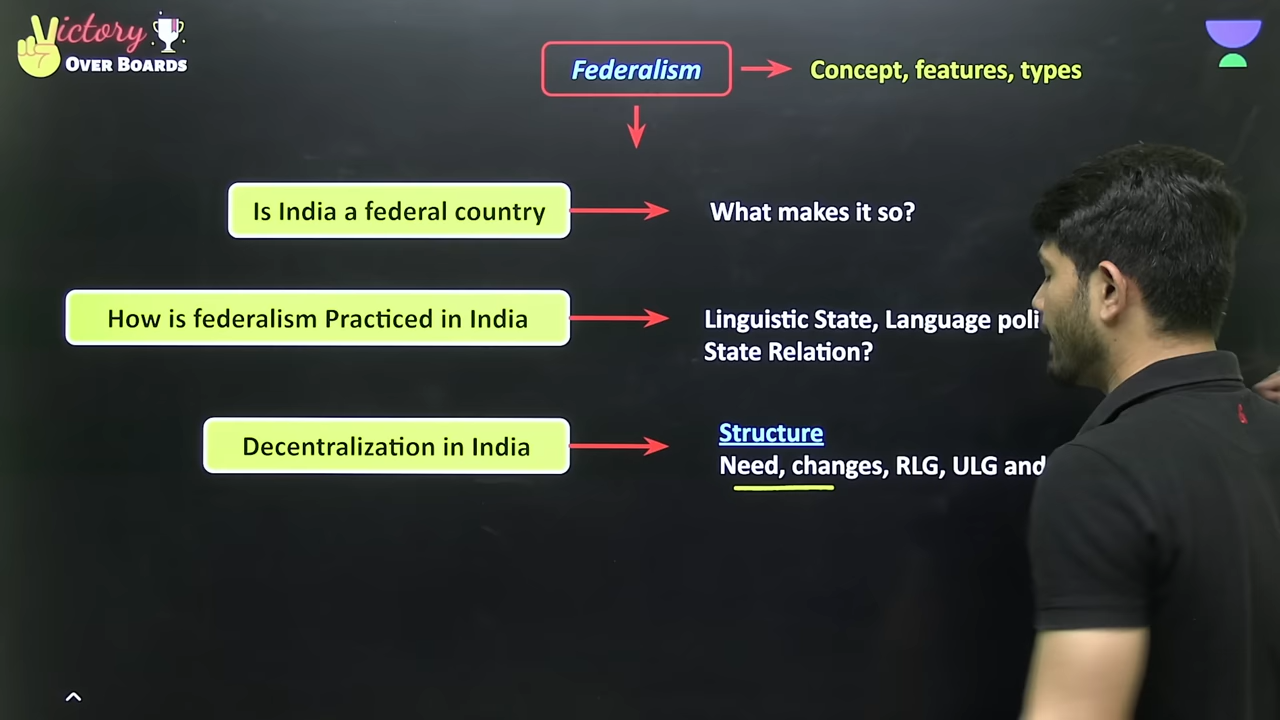 Victory
OVER BOARDS
Federalism
Concept, features, types
Is India a federal country
What makes it so?
How is federalism Practiced in India
Linguistic State, Language
State Relation?
Decentralization in India
Structure
Need, changes, RLG, ULG and